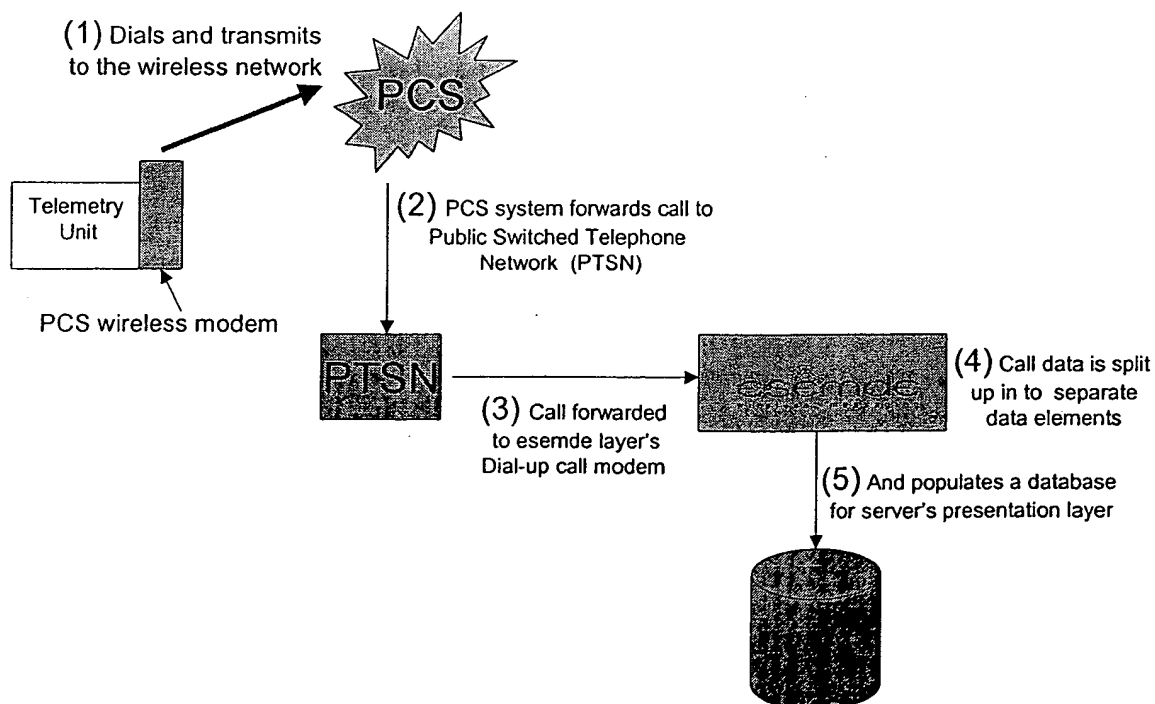 (1) Dials and transmits
to the wireless network
PCS
Telemetry
Unit
PCS wireless modem
(2) PCS system forwards call to
Public Switched Telephone
Network (PTSN)
PTSN
(3) Call forwarded
to esemde layer's
Dial-up call modem
esemde
(4) Call data is split
up in to separate
data elements
(5) And populates a database
for server's presentation layer